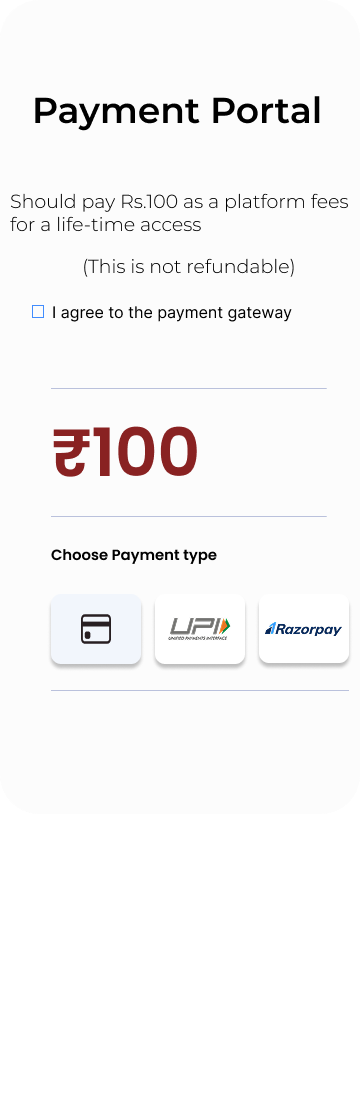 Payment Portal
Should pay Rs.100 as a platform fees
for a life-time access
(This is not refundable)
I agree to the payment gateway
₹100
Choose Payment type
UPI Razorpay
UNIFIED PAYMENTS INTERFACE